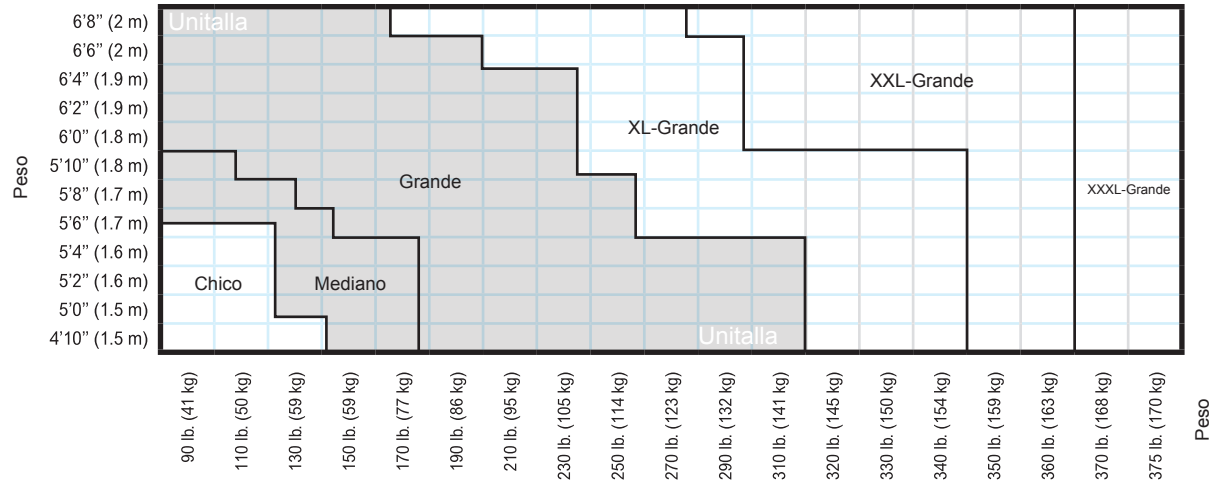 6’8” (2 m)
6’6” (2 m)
6’4” (1.9 m)
6’2” (1.9 m)
6’0” (1.8 m)
5’10” (1.8 m)
5’8” (1.7 m)
5’6” (1.7 m)
5’4” (1.6 m)
5’2” (1.6 m)
5’0” (1.5 m)
4’10” (1.5 m)
Peso
Unitalla
XXL-Grande
XL-Grande
Grande
XXXL-Grande
Chico
Mediano
Unitalla
90 lb. (41 kg)
110 lb. (50 kg)
130 lb. (59 kg)
150 lb. (59 kg)
170 lb. (77 kg)
190 lb. (86 kg)
210 lb. (95 kg)
230 lb. (105 kg)
250 lb. (114 kg)
270 lb. (123 kg)
290 lb. (132 kg)
310 lb. (141 kg)
320 lb. (145 kg)
330 lb. (150 kg)
340 lb. (154 kg)
350 lb. (159 kg)
360 lb. (163 kg)
370 lb. (168 kg)
375 lb. (170 kg)
Peso